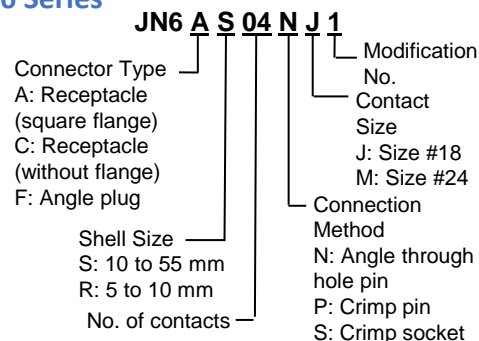 6 Series
JN6 A S 04 N J 1
Connector Type
A: Receptacle
(square flange)
C: Receptacle
(without flange)
F: Angle plug
Shell Size
S: 10 to 55 mm
R: 5 to 10 mm
No. of contacts
Modification
No.
Contact
Size
J: Size #18
M: Size #24
Connection
Method
N: Angle through
hole pin
P: Crimp pin
S: Crimp socket